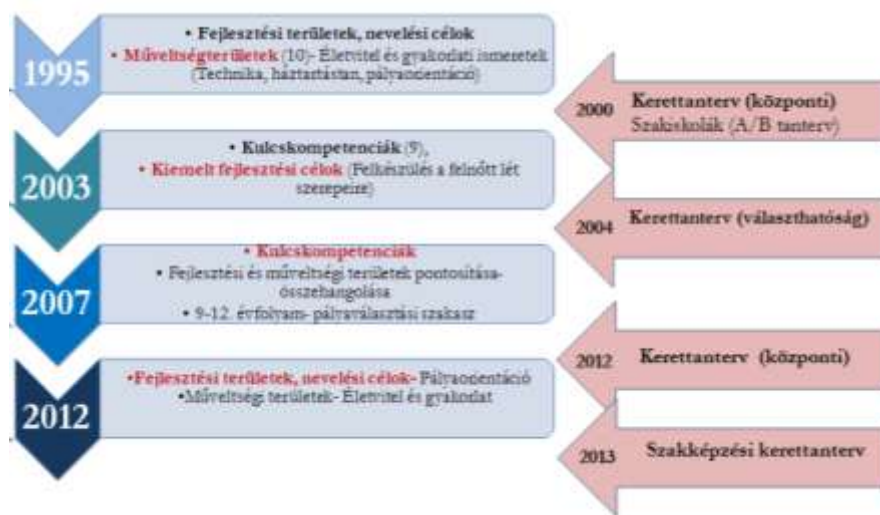 1995
• Fejlesztési területek, nevelési célok
• Műveltségterületek (10)- Életvitel és gyakorlati ismeretek
(Technika, háztartástan, pályaorientáció)
2000 Kerettanterv (központi)
Szakiskolák (A/B tanterv)
2003
• Kulcskompetenciák (9),
• Kiemelt fejlesztési célok (Felkészülés a felnőtt lét
szerepeire)
2004 Kerettanterv (választhatóság)
2007
• Kulcskompetenciák
• Fejlesztési és műveltségi területek pontosítása-
összehangolása
• 9-12. évfolyam- pályaválasztási szakasz
2012 Kerettanterv (központi)
2012
•Fejlesztési területek, nevelési célok- Pályaorientáció
•Műveltségi területek- Életvitel és gyakorlat
2013 Szakképzési kerettanterv